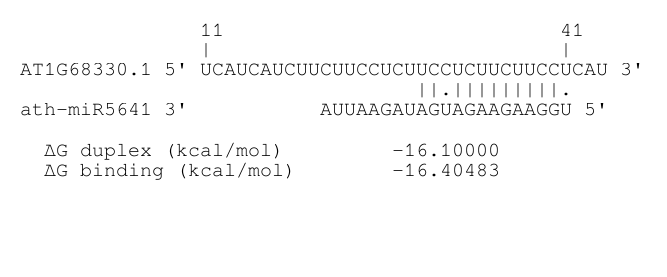 11 41
| |
AT1G68330.1 5' UCAUCAUCUUCUUCCUCUUCCUCUUCUUCCUCAU 3'
||.|||||||||.
ath-miR5641 3' AUUAAGAUAGUAGAAGAAGGU 5'
ΔG duplex (kcal/mol) -16.10000
ΔG binding (kcal/mol) -16.40483